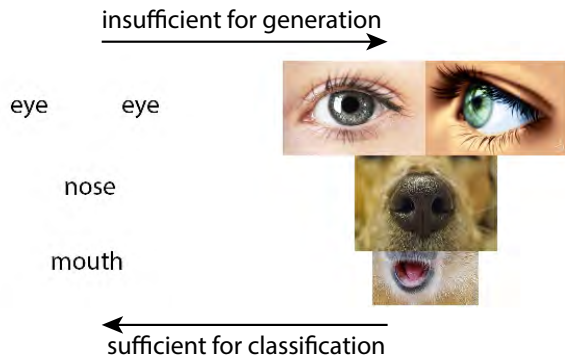 insufficient for generation
eye eye
nose
mouth
sufficient for classification